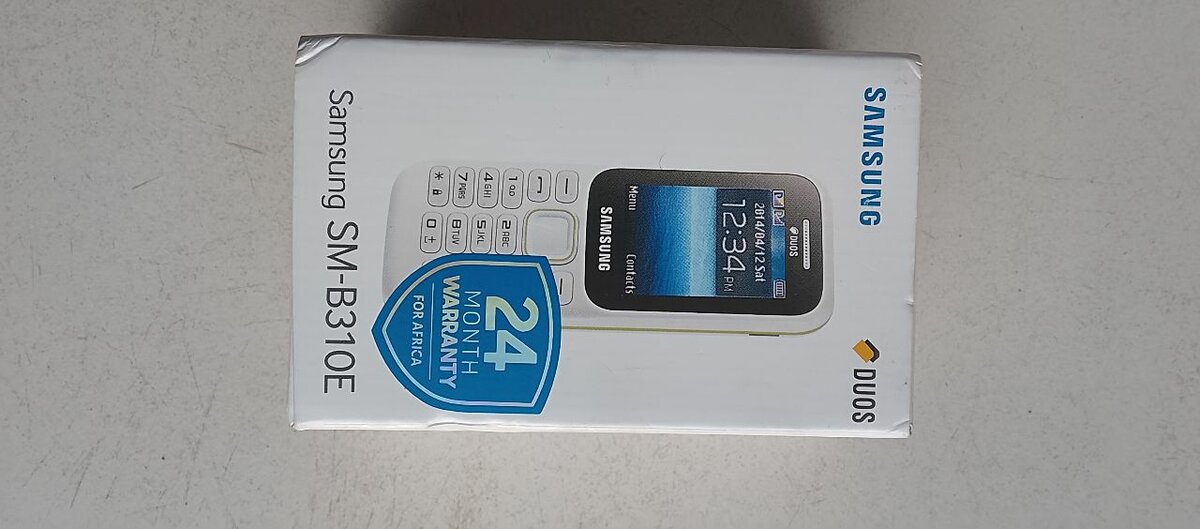 SAMSUNG
DUOS
DUOS
2014/04/12 Sat
12:34 PM
Menu
Contacts
SAMSUNG
1 QD
2 ABC
4 GHI
5 JKL
7 PQRS
8 TUV
*
0 ±
24
MONTH
WARRANTY
FOR AFRICA
Samsung SM-B310E